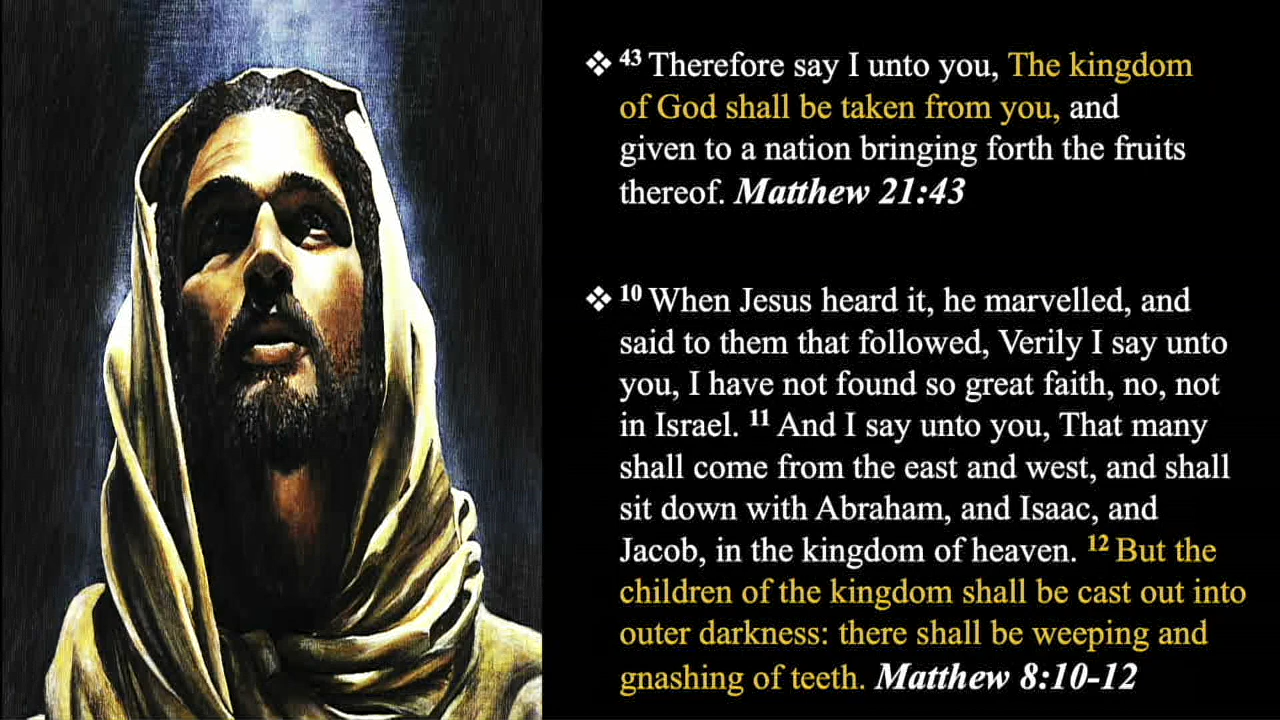 ❖ 43 Therefore say I unto you, The kingdom
of God shall be taken from you, and
given to a nation bringing forth the fruits
thereof. Matthew 21:43
❖ 10 When Jesus heard it, he marvelled, and
said to them that followed, Verily I say unto
you, I have not found so great faith, no, not
in Israel. 11 And I say unto you, That many
shall come from the east and west, and shall
sit down with Abraham, and Isaac, and
Jacob, in the kingdom of heaven. 12 But the
children of the kingdom shall be cast out into
outer darkness: there shall be weeping and
gnashing of teeth. Matthew 8:10-12